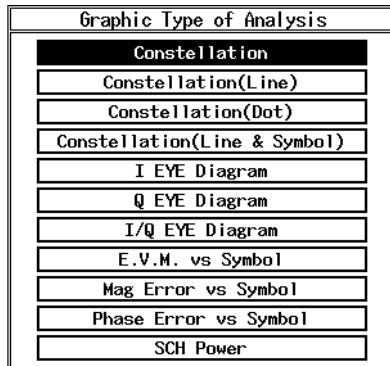 Graphic Type of Analysis
Constellation
Constellation(Line)
Constellation(Dot)
Constellation(Line & Symbol)
I EYE Diagram
Q EYE Diagram
I/Q EYE Diagram
E.V.M. vs Symbol
Mag Error vs Symbol
Phase Error vs Symbol
SCH Power